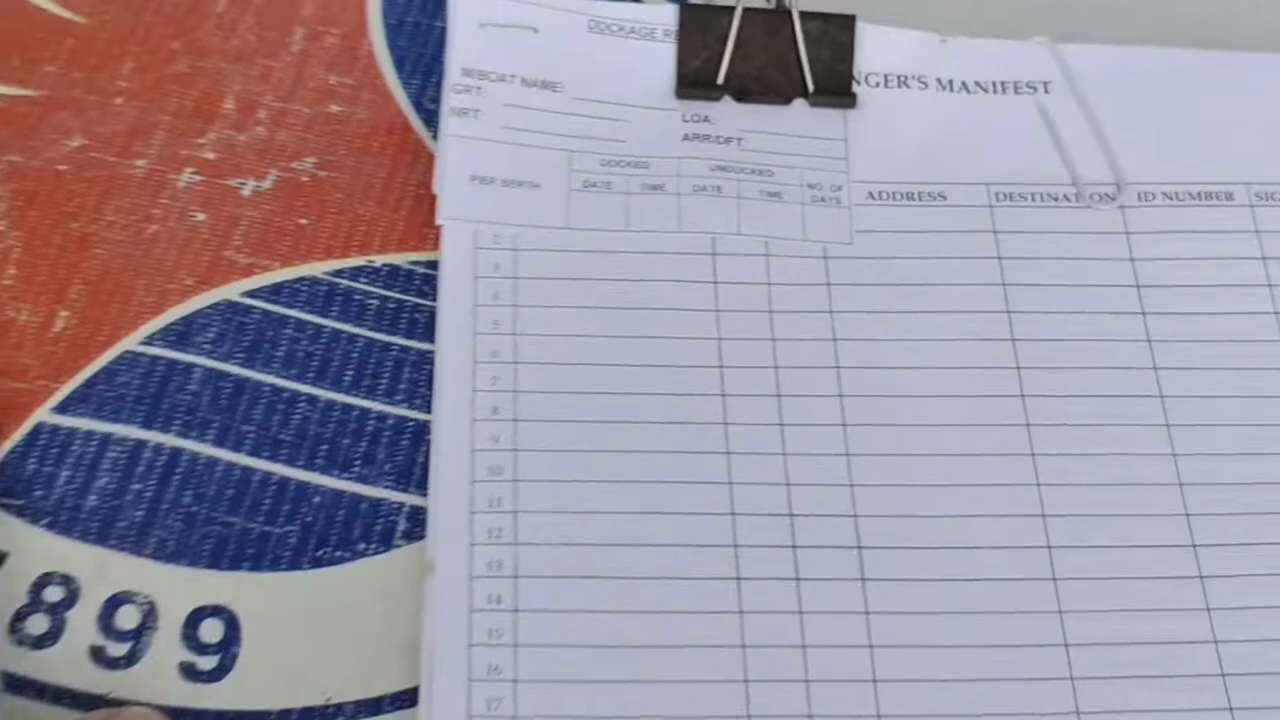 DOCKAGE RE
NGER'S MANIFEST
M/BOAT NAME:
GRT:
NRT:
LOA:
ARR/DFT:
PER BERTH
DOCKED
UNDOCKED
NO. OF DAYS
DATE
TIME
DATE
TIME
ADDRESS
DESTINATION
ID NUMBER
SIG
2
3
4
5
6
7
8
9
10
11
12
13
14
15
16
17
899